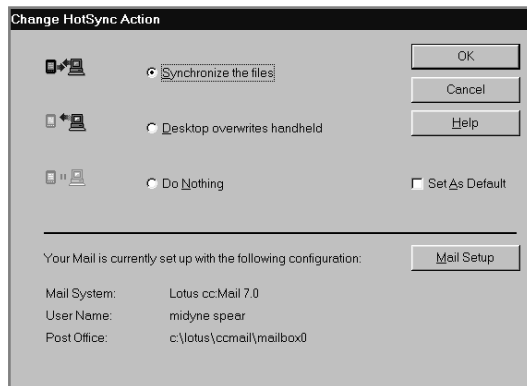 Change HotSync Action
Synchronize the files
OK
Cancel
Desktop overwrites handheld
Help
Do Nothing
Set As Default
Your Mail is currently set up with the following configuration:
Mail Setup
Mail System: Lotus cc:Mail 7.0
User Name: midyne spear
Post Office: c:\lotus\ccmail\mailbox0